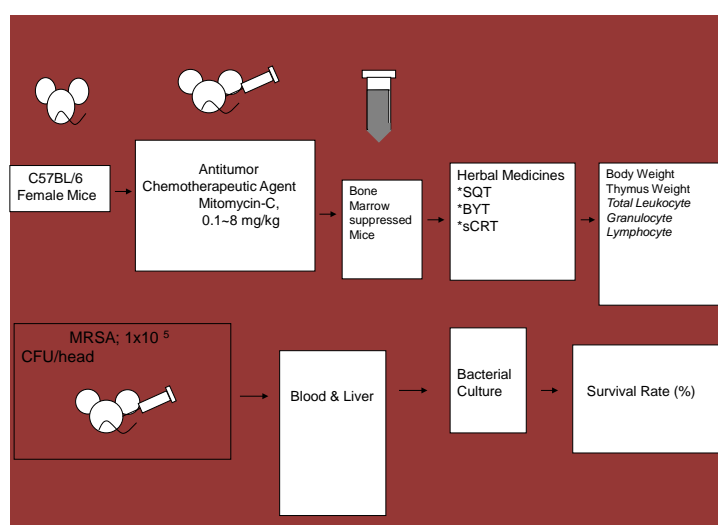 C57BL/6
Female Mice
Antitumor
Chemotherapeutic Agent
Mitomycin-C,
0.1~8 mg/kg
Bone
Marrow
suppressed
Mice
Herbal Medicines
*SQT
*BYT
*sCRT
Body Weight
Thymus Weight
Total Leukocyte
Granulocyte
Lymphocyte
MRSA; 1x10 5
CFU/head
Blood & Liver
Bacterial
Culture
Survival Rate (%)